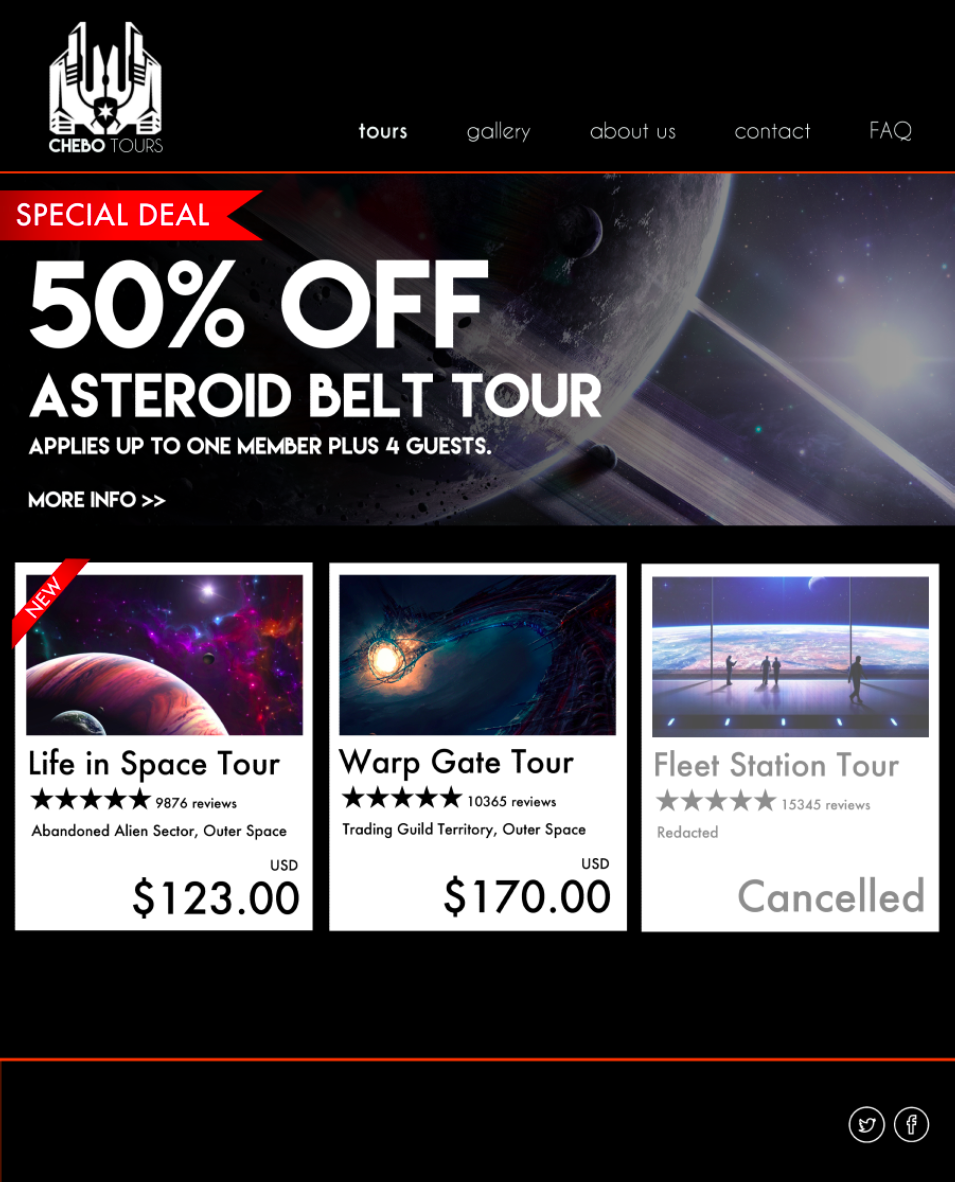 CHEBO TOURS
tours gallery about us contact FAQ
SPECIAL DEAL
50% OFF
ASTEROID BELT TOUR
APPLIES UP TO ONE MEMBER PLUS 4 GUESTS.
MORE INFO >>
NEW
Life in Space Tour
9876 reviews
Abandoned Alien Sector, Outer Space
USD
$123.00
Warp Gate Tour
10365 reviews
Trading Guild Territory, Outer Space
USD
$170.00
Fleet Station Tour
15345 reviews
Redacted
Cancelled